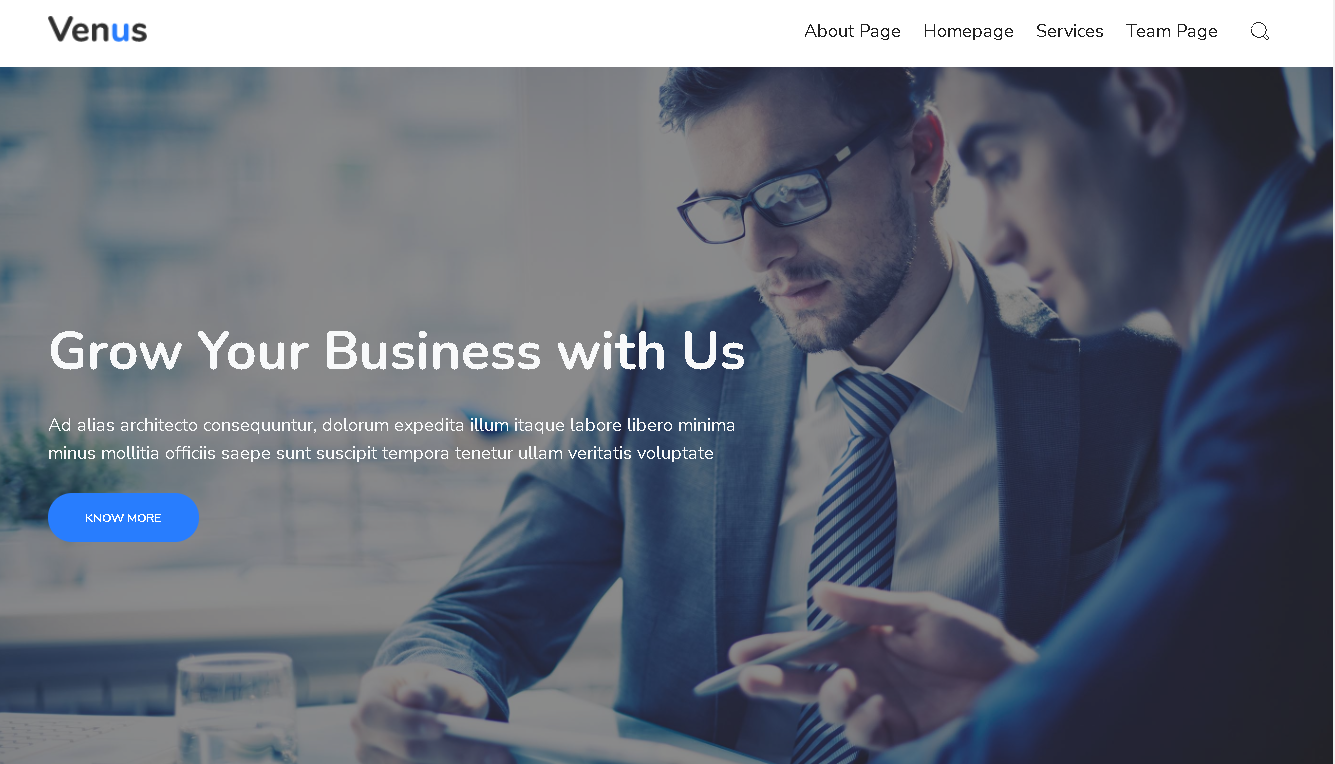 Venus
About Page Homepage Services Team Page
Grow Your Business with Us
Ad alias architecto consequuntur, dolorum expedita illum itaque labore libero minima
minus mollitia officiis saepe sunt suscipit tempora tenetur ullam veritatis voluptate
KNOW MORE